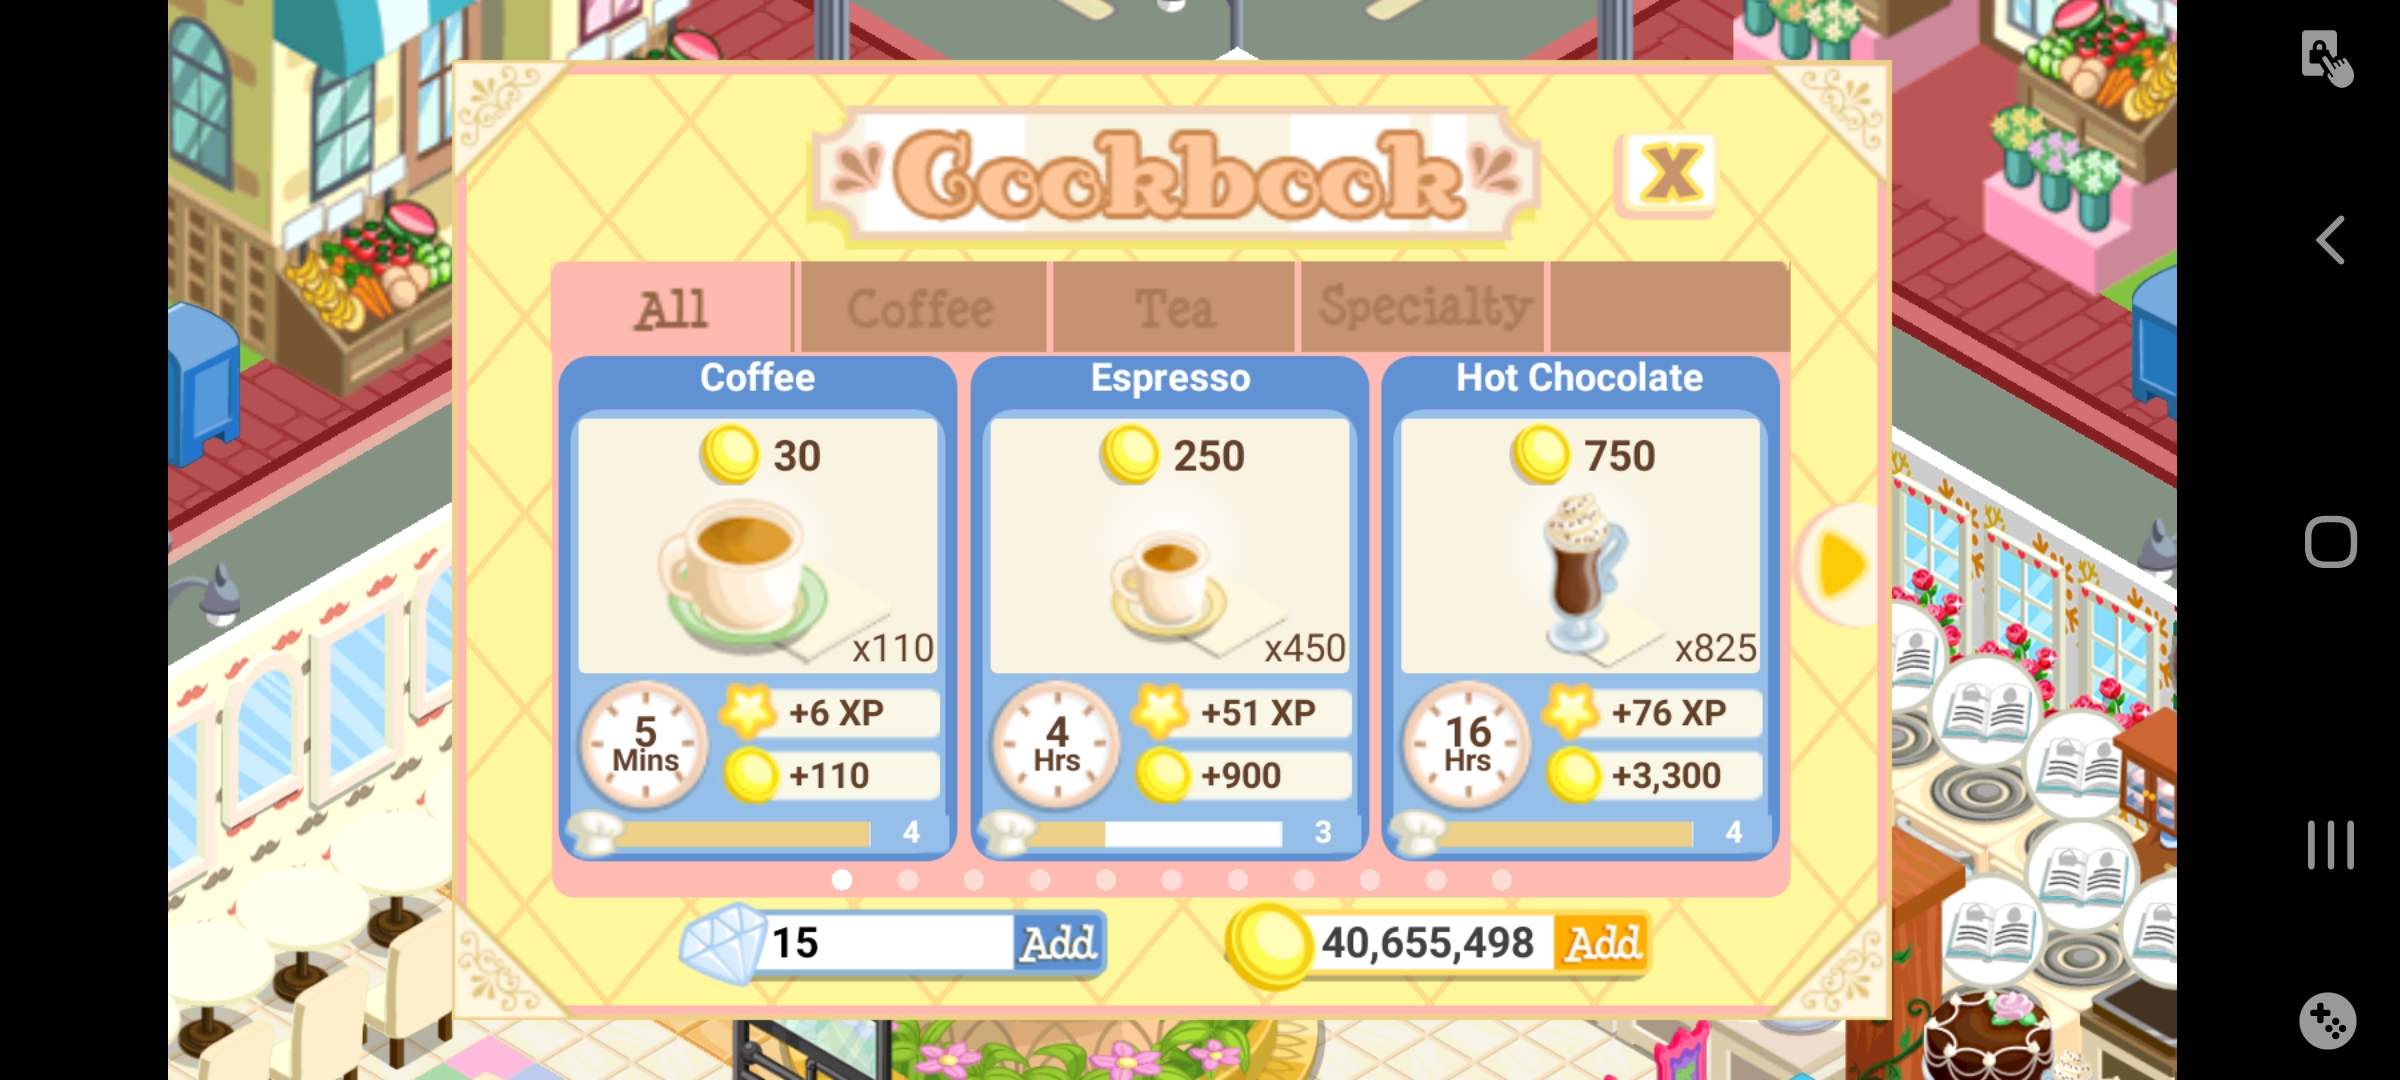 Cookbook
X
All
Coffee
Tea
Specialty
Coffee
30
x110
5
Mins
+6 XP
+110
4
Espresso
250
x450
4
Hrs
+51 XP
+900
3
Hot Chocolate
750
x825
16
Hrs
+76 XP
+3,300
4
15
Add
40,655,498
Add